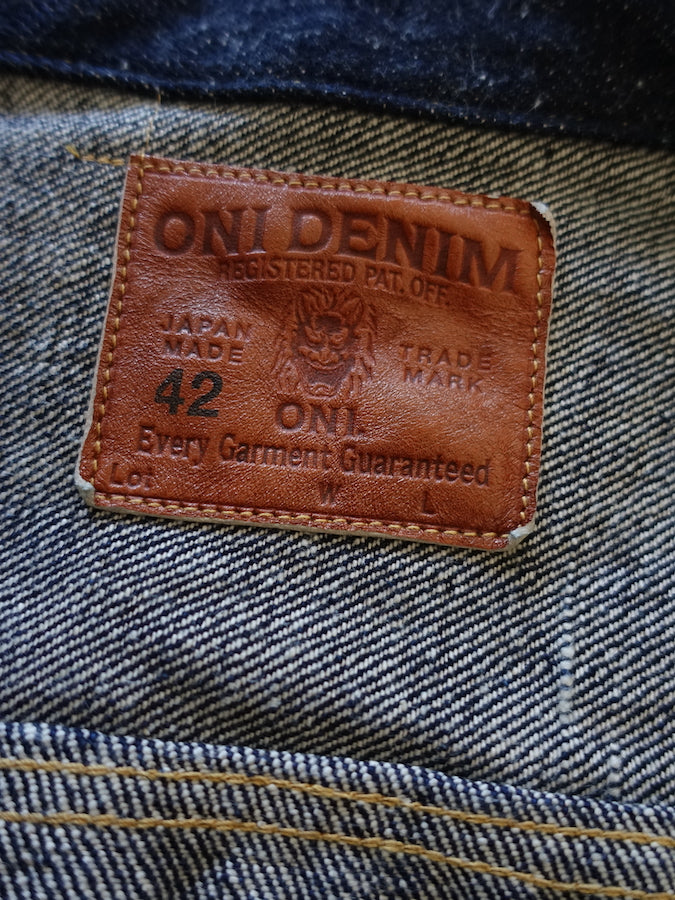 ONI DENIM
REGISTERED PAT. OFF.
JAPAN MADE
TRADE MARK
42
ONI.
Every Garment Guaranteed
Lot W L